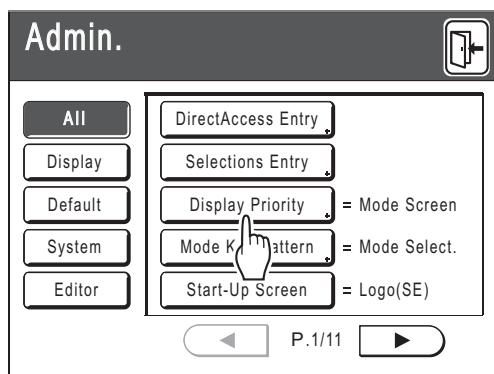 Admin.
All
DirectAccess Entry
Display
Selections Entry
Default
Display Priority = Mode Screen
System
Mode K attern = Mode Select.
Editor
Start-Up Screen = Logo(SE)
P.1/11